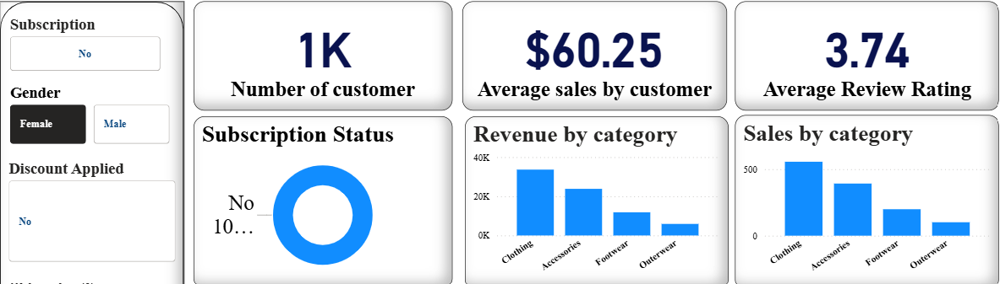 Subscription
No
Gender
Female
Male
Discount Applied
No
1K
Number of customer
$60.25
Average sales by customer
3.74
Average Review Rating
Subscription Status
No
10…
Revenue by category
40K
20K
0K
Clothing
Accessories
Footwear
Outerwear
Sales by category
500
0
Clothing
Accessories
Footwear
Outerwear